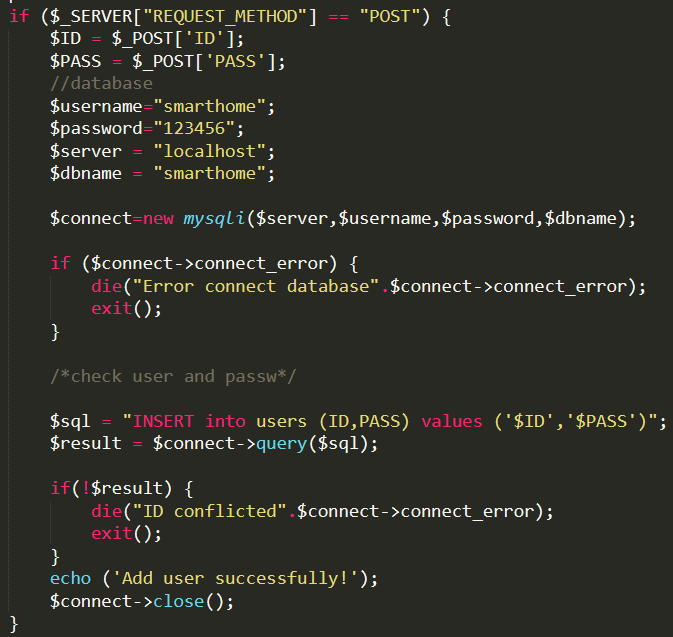 if ($_SERVER["REQUEST_METHOD"] == "POST") {
$ID = $_POST['ID'];
$PASS = $_POST['PASS'];
//database
$username="smarthome";
$password="123456";
$server = "localhost";
$dbname = "smarthome";
$connect=new mysqli($server,$username,$password,$dbname);
if ($connect->connect_error) {
die("Error connect database".$connect->connect_error);
exit();
}
/*check user and passw*/
$sql = "INSERT into users (ID,PASS) values ('$ID','$PASS')";
$result = $connect->query($sql);
if(!$result) {
die("ID conflicted".$connect->connect_error);
exit();
}
echo ('Add user successfully!');
$connect->close();
}